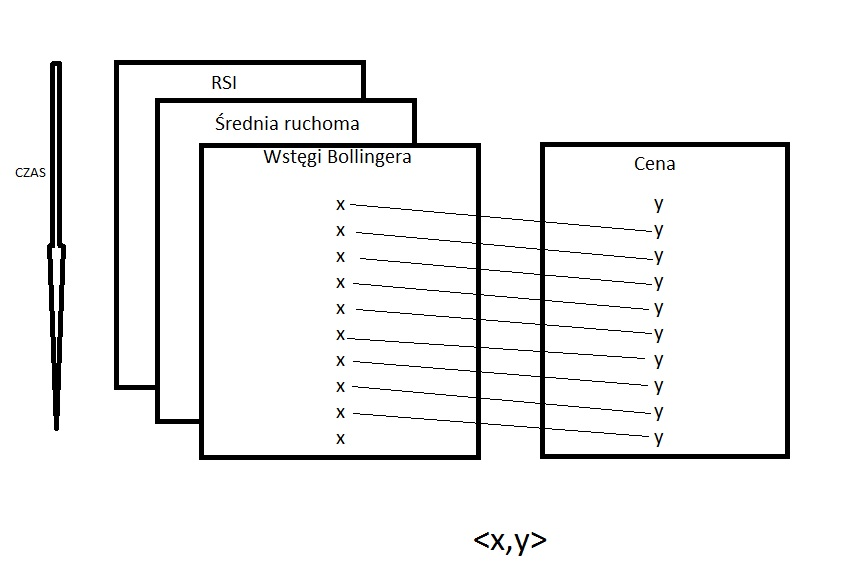 RSI
Średnia ruchoma
Wstęgi Bollingera
Cena
CZAS
x y
x y
x y
x y
x y
x y
x y
x y
x y
x y
<x,y>